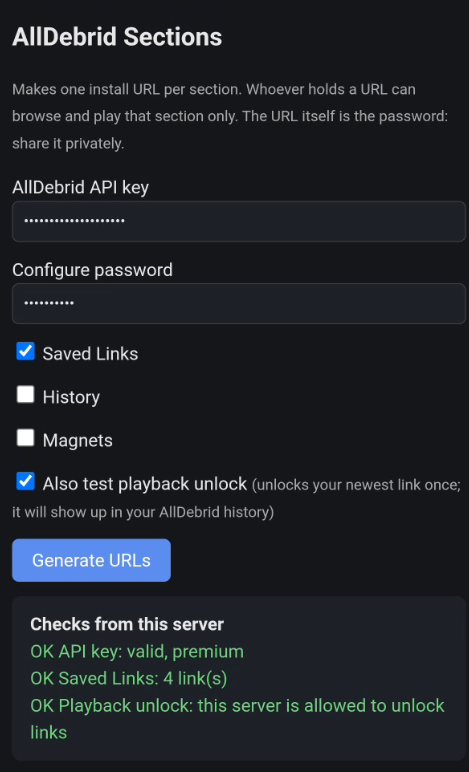 AllDebrid Sections
Makes one install URL per section. Whoever holds a URL can
browse and play that section only. The URL itself is the password:
share it privately.
AllDebrid API key
••••••••••••••••••••
Configure password
••••••••••
Saved Links
History
Magnets
Also test playback unlock (unlocks your newest link once;
it will show up in your AllDebrid history)
Generate URLs
Checks from this server
OK API key: valid, premium
OK Saved Links: 4 link(s)
OK Playback unlock: this server is allowed to unlock
links